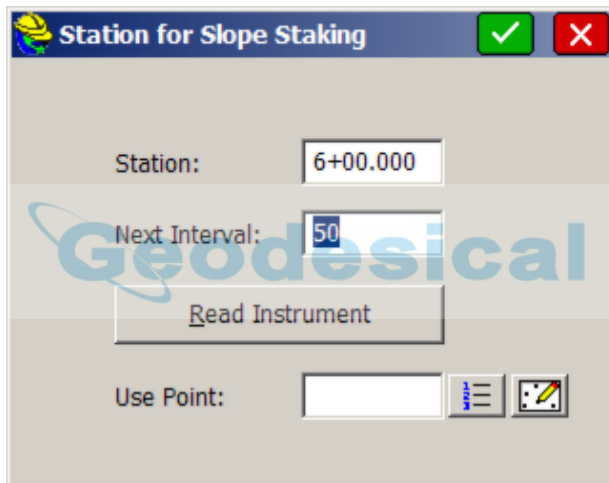 Station for Slope Staking
Station: 6+00.000
Next Interval: 50
Geodesical
Read Instrument
Use Point: